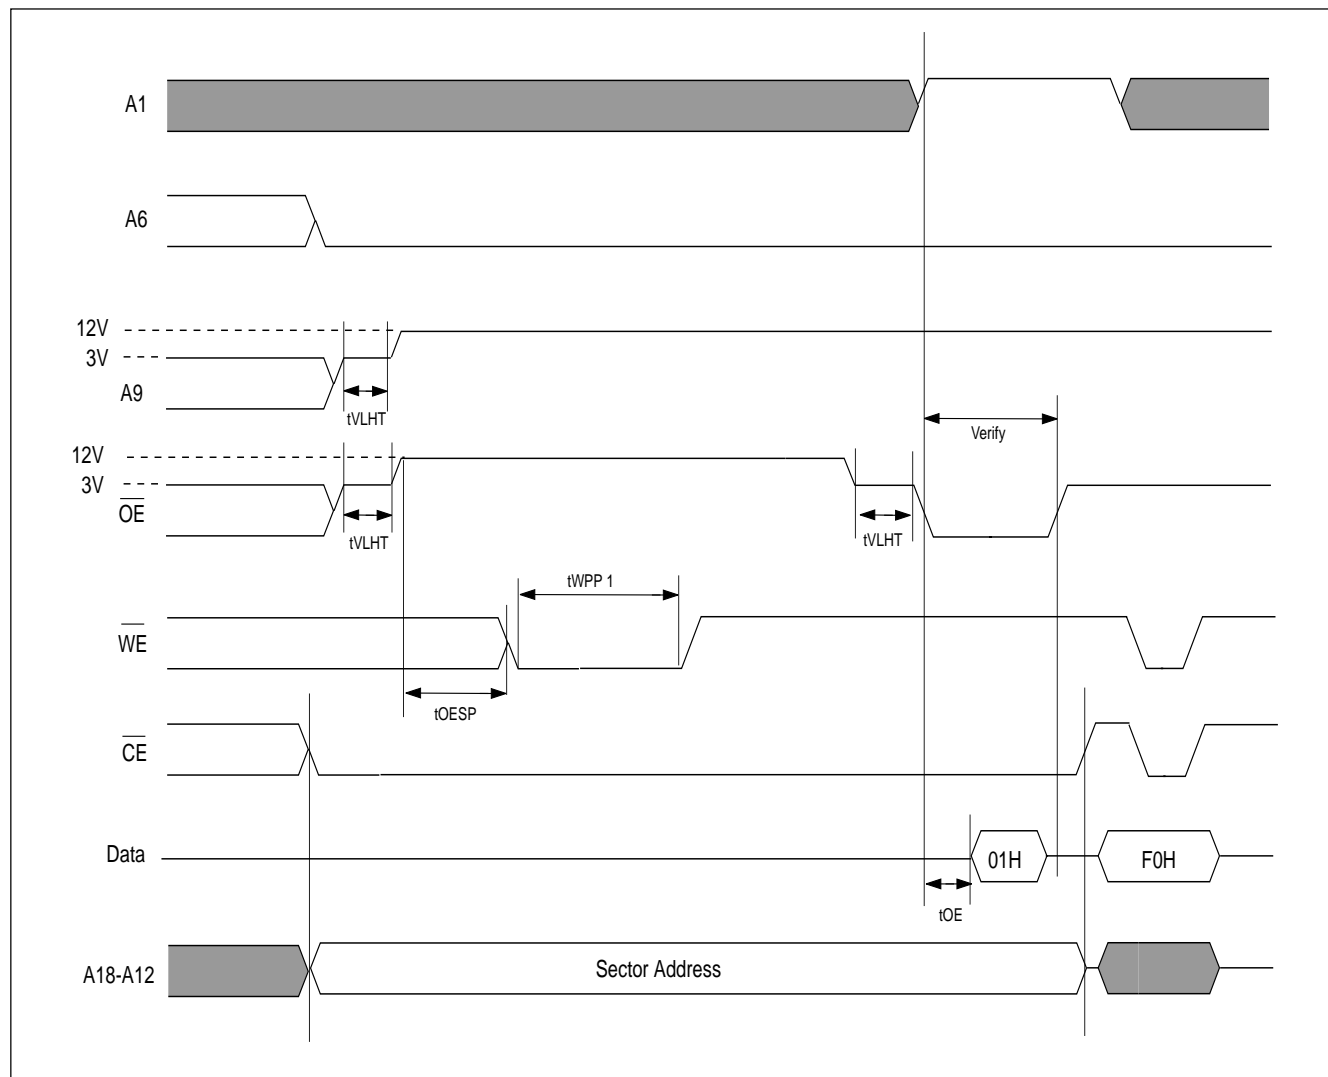 A1
A6
12V
3V
A9
tVLHT
Verify
12V
3V
OE
tVLHT
tVLHT
tWPP 1
WE
tOESP
CE
Data
01H
F0H
tOE
A18-A12
Sector Address